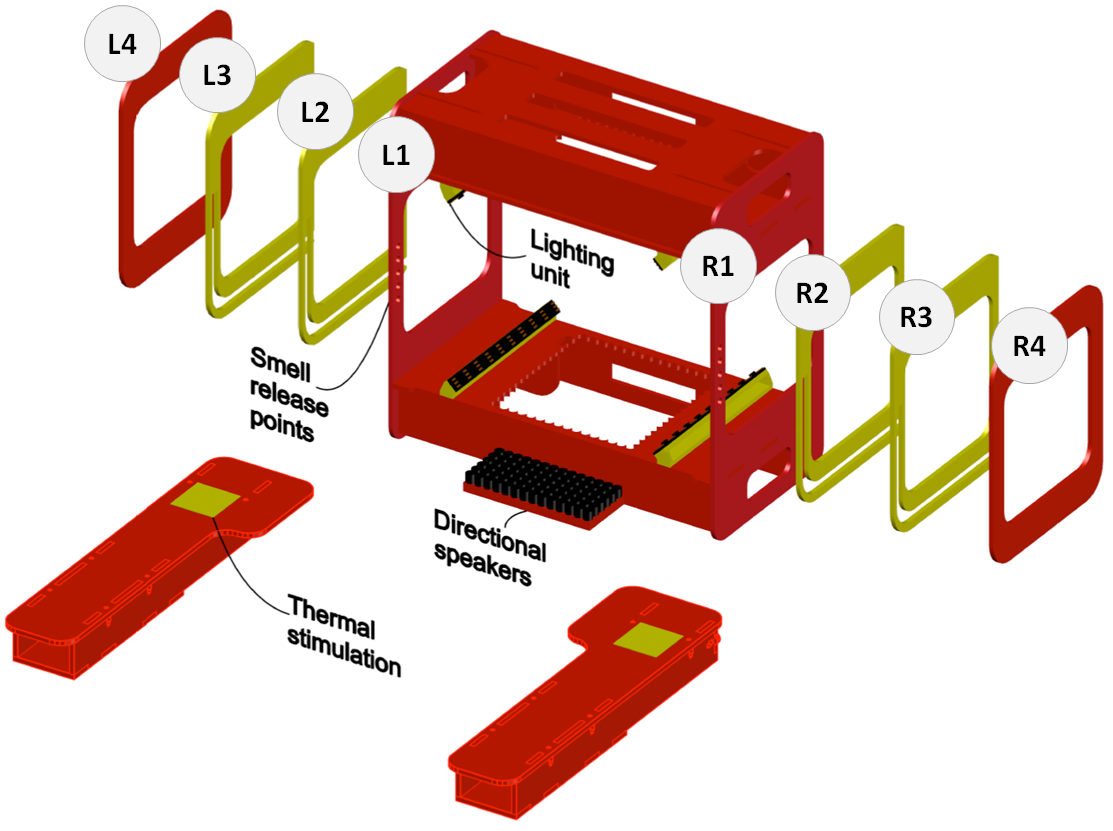 L4
L3
L2
L1
R1
R2
R3
R4
Lighting
unit
Smell
release
points
Directional
speakers
Thermal
stimulation